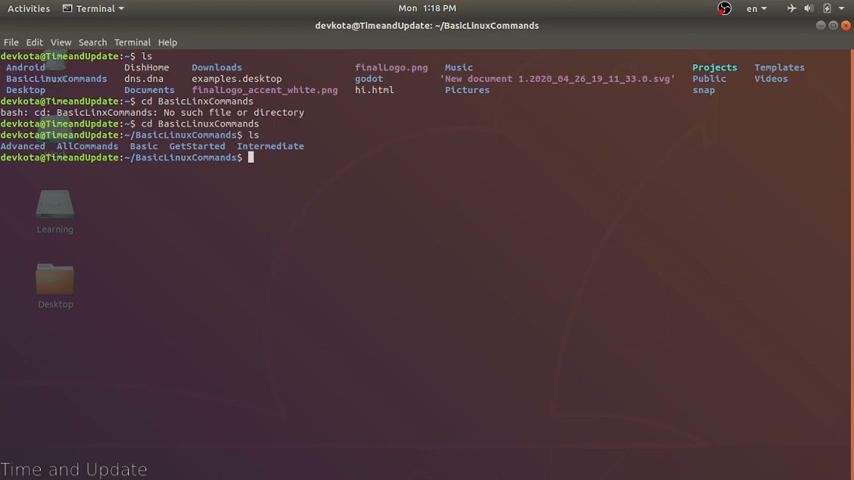 Activities Terminal Mon 1:18 PM en
devkota@TimeandUpdate: ~/BasicLinuxCommands
File Edit View Search Terminal Help
devkota@TimeandUpdate:~$ ls
Android DishHome Downloads finalLogo.png Music Projects Templates
BasicLinuxCommands dns.dna examples.desktop godot 'New document 1.2020_04_26_19_11_33.0.svg' Public Videos
Desktop Documents finalLogo_accent_white.png hi.html Pictures snap
devkota@TimeandUpdate:~$ cd BasicLinxCommands
bash: cd: BasicLinxCommands: No such file or directory
devkota@TimeandUpdate:~$ cd BasicLinuxCommands
devkota@TimeandUpdate:~/BasicLinuxCommands$ ls
Advanced AllCommands Basic GetStarted Intermediate
devkota@TimeandUpdate:~/BasicLinuxCommands$
Learning
Desktop
Time and Update